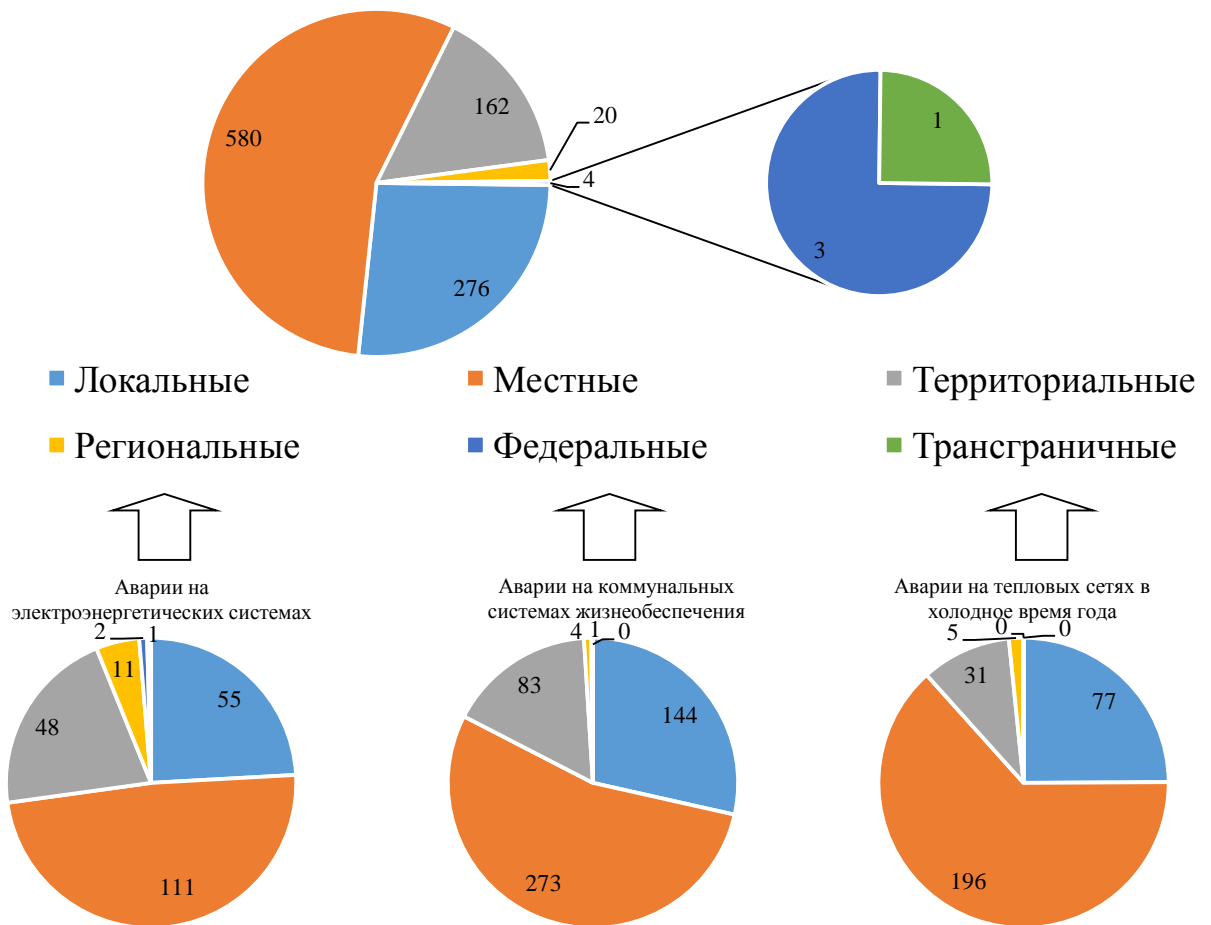 580
162
20
4
276
1
3
Локальные
Местные
Территориальные
Региональные
Федеральные
Трансграничные
Аварии на
электроэнергетических системах
2
1
11
55
48
111
Аварии на коммунальных
системах жизнеобеспечения
4
1
0
83
144
273
Аварии на тепловых сетях в
холодное время года
5
0
0
31
77
196